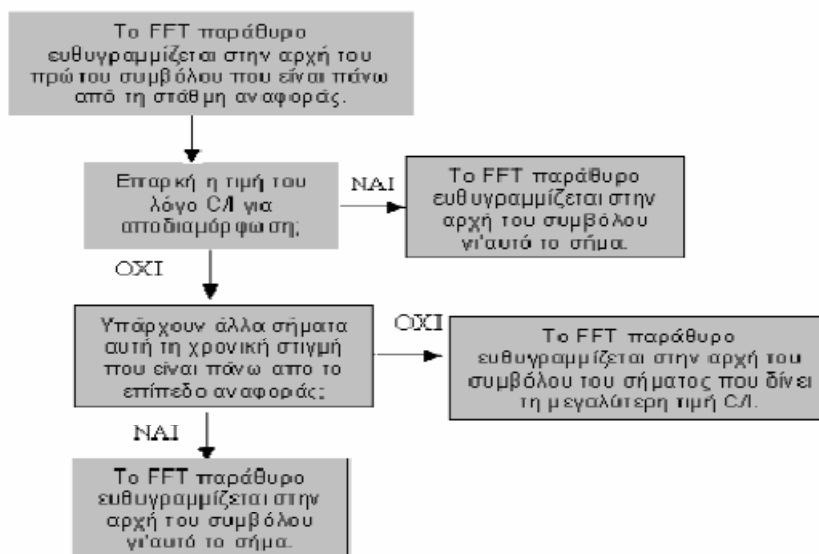 Το FFT παράθυρο
ευθυγραμμίζεται στην αρχή του
πρώτου συμβόλου που είναι πάνω
από τη στάθμη αναφοράς.
Επαρκή η τιμή του
λόγο C/I για
αποδιαμόρφωση;
ΝΑΙ
Το FFT παράθυρο
ευθυγραμμίζεται στην
αρχή του συμβόλου
γι'αυτό το σήμα.
ΟΧΙ
Υπάρχουν άλλα σήματα
αυτή τη χρονική στιγμή
που είναι πάνω απο το
επίπεδο αναφοράς;
ΟΧΙ
Το FFT παράθυρο
ευθυγραμμίζεται στην αρχή του
συμβόλου του σήματος που δίνει
τη μεγαλύτερη τιμή C/I.
ΝΑΙ
Το FFT παράθυρο
ευθυγραμμίζεται στην
αρχή του συμβόλου
γι'αυτό το σήμα.